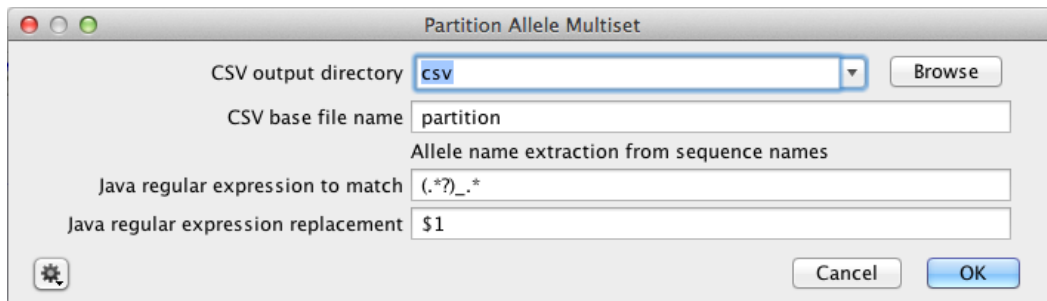 Partition Allele Multiset
CSV output directory csv Browse
CSV base file name partition
Allele name extraction from sequence names
Java regular expression to match (.*?)_.*
Java regular expression replacement $1
Cancel OK